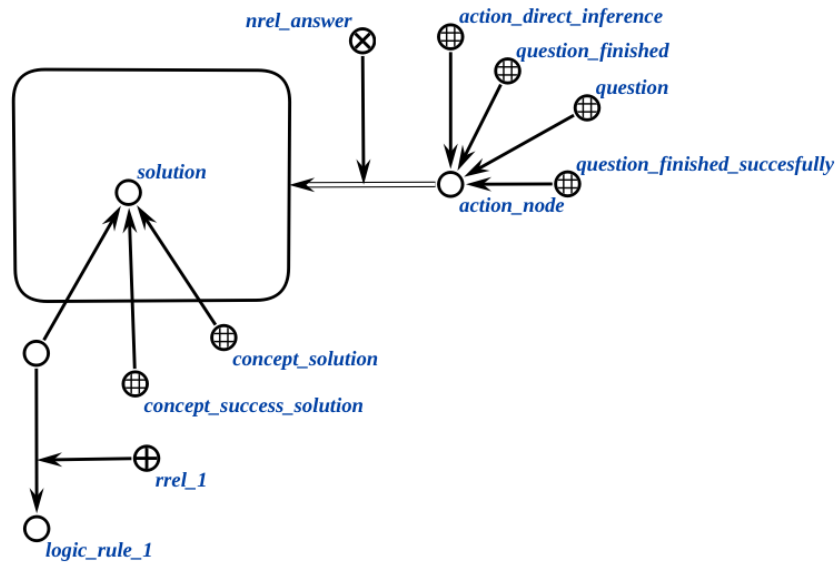 nrel_answer
action_direct_inference
question_finished
question
question_finished_succesfully
solution
action_node
concept_solution
concept_success_solution
rrel_1
logic_rule_1